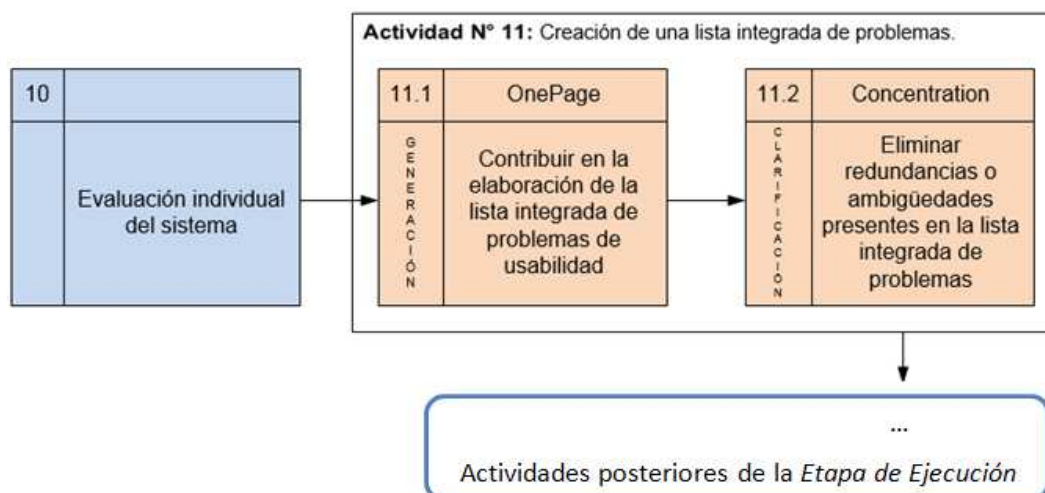 Actividad N° 11: Creación de una lista integrada de problemas.
10
Evaluación individual
del sistema
11.1
OnePage
GENERACIÓN
Contribuir en la
elaboración de la
lista integrada de
problemas de
usabilidad
11.2
Concentration
CLARIFICACIÓN
Eliminar
redundancias o
ambigüedades
presentes en la lista
integrada de
problemas
...
Actividades posteriores de la Etapa de Ejecución